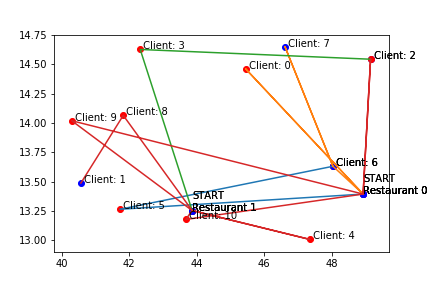 14.75
14.50
14.25
14.00
13.75
13.50
13.25
13.00
40
42
44
46
48
Client: 7
Client: 3
Client: 2
Client: 0
Client: 8
Client: 9
Client: 6
Client: 1
START
Restaurant 0
START
Restaurant 1
Client: 5
Client: 10
Client: 4